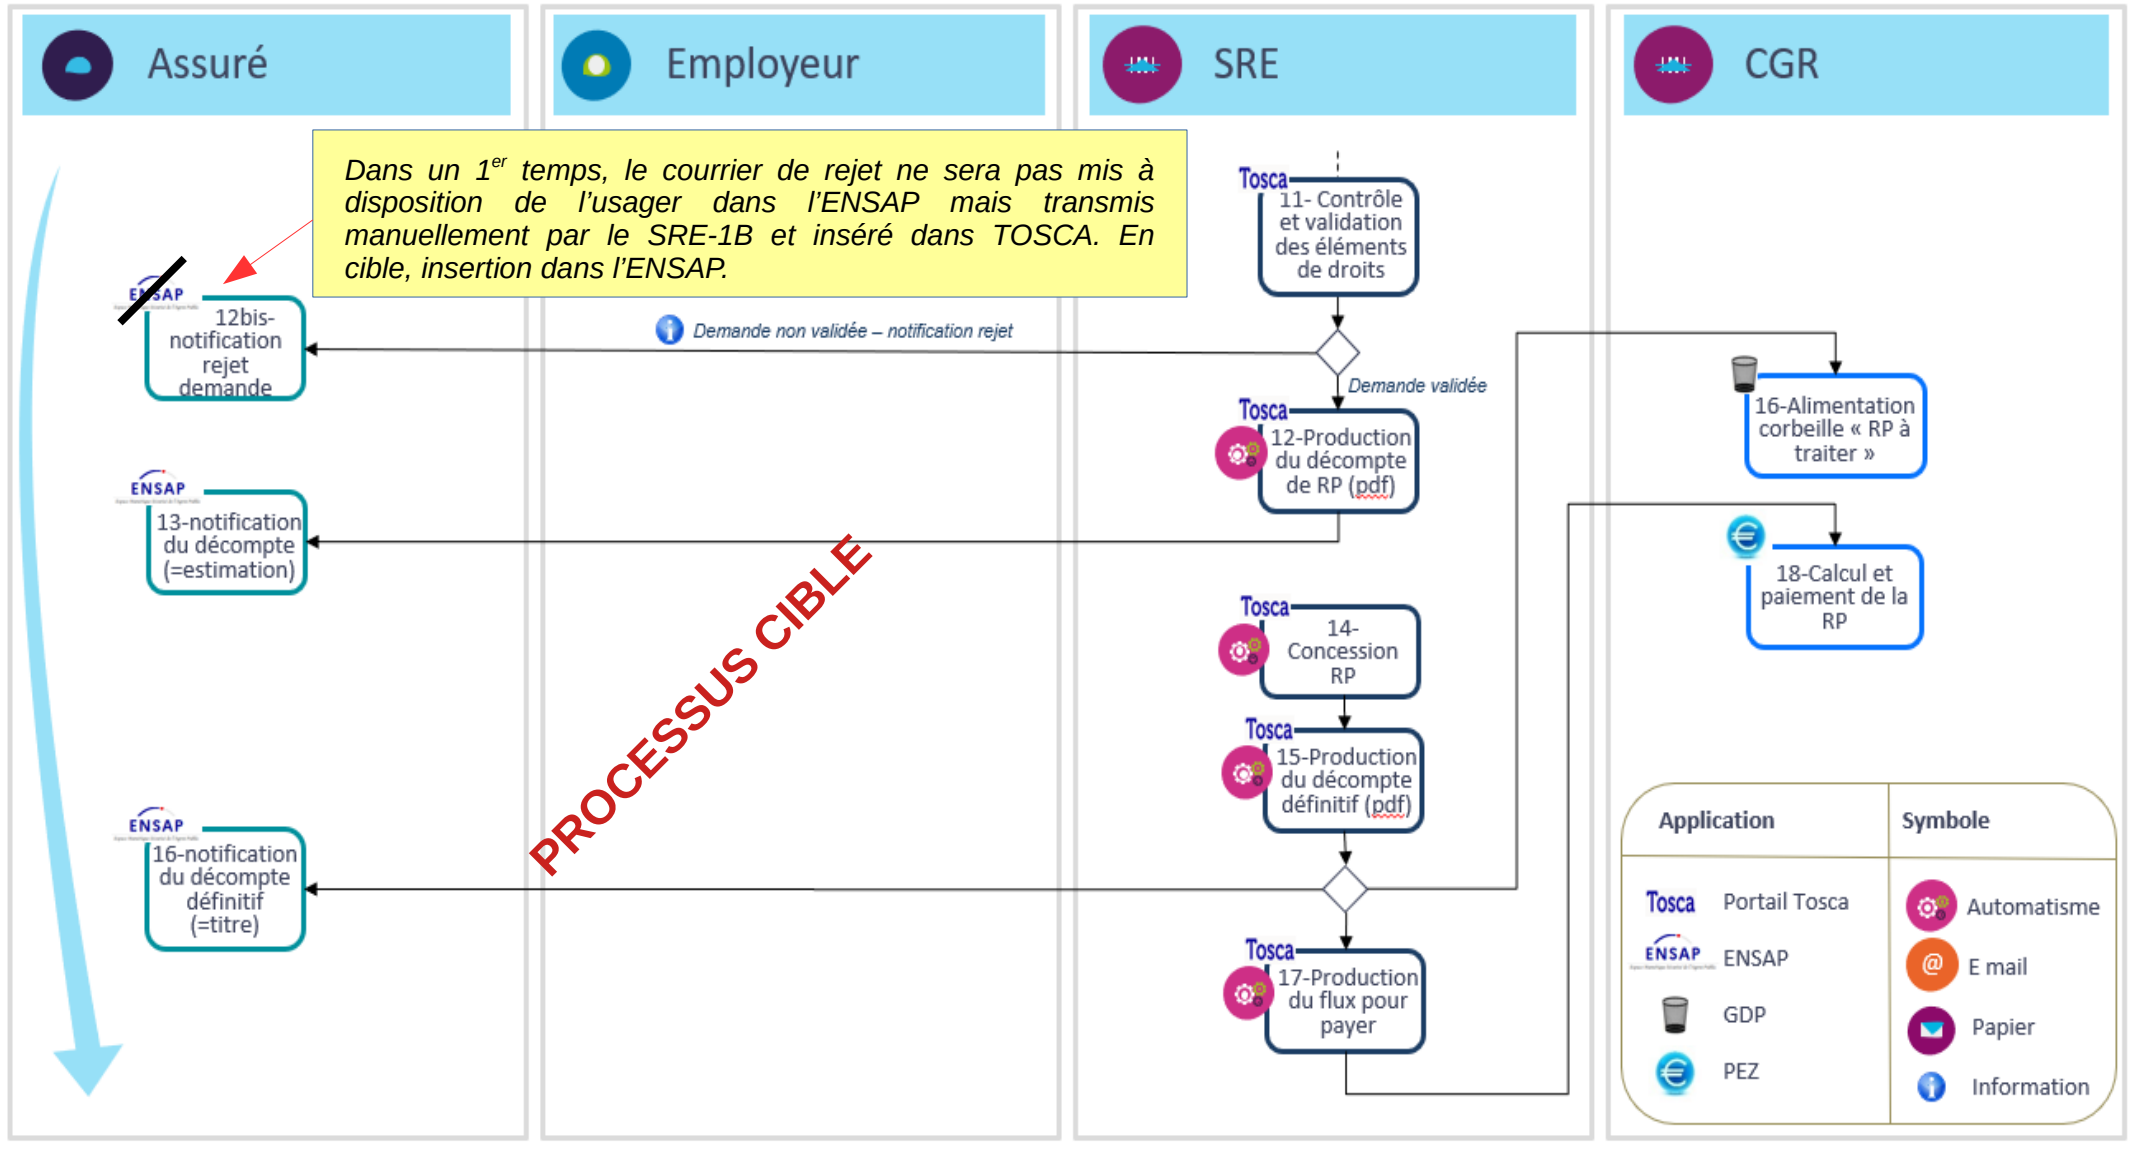 Assuré
Employeur
SRE
CGR
Dans un 1er temps, le courrier de rejet ne sera pas mis à
disposition de l’usager dans l’ENSAP mais transmis
manuellement par le SRE-1B et inséré dans TOSCA. En
cible, insertion dans l’ENSAP.
Tosca
11- Contrôle
et validation
des éléments
de droits
ENSAP
12bis-
notification
rejet
demande
Demande non validée – notification rejet
Demande validée
Tosca
12-Production
du décompte
de RP (pdf)
16-Alimentation
corbeille « RP à
traiter »
ENSAP
13-notification
du décompte
(=estimation)
18-Calcul et
paiement de la
RP
PROCESSUS CIBLE
Tosca
14-
Concession
RP
Tosca
15-Production
du décompte
définitif (pdf)
ENSAP
16-notification
du décompte
définitif
(=titre)
Tosca
17-Production
du flux pour
payer
Application
Symbole
Tosca Portail Tosca
Automatisme
ENSAP ENSAP
@ E mail
GDP
Papier
PEZ
Information